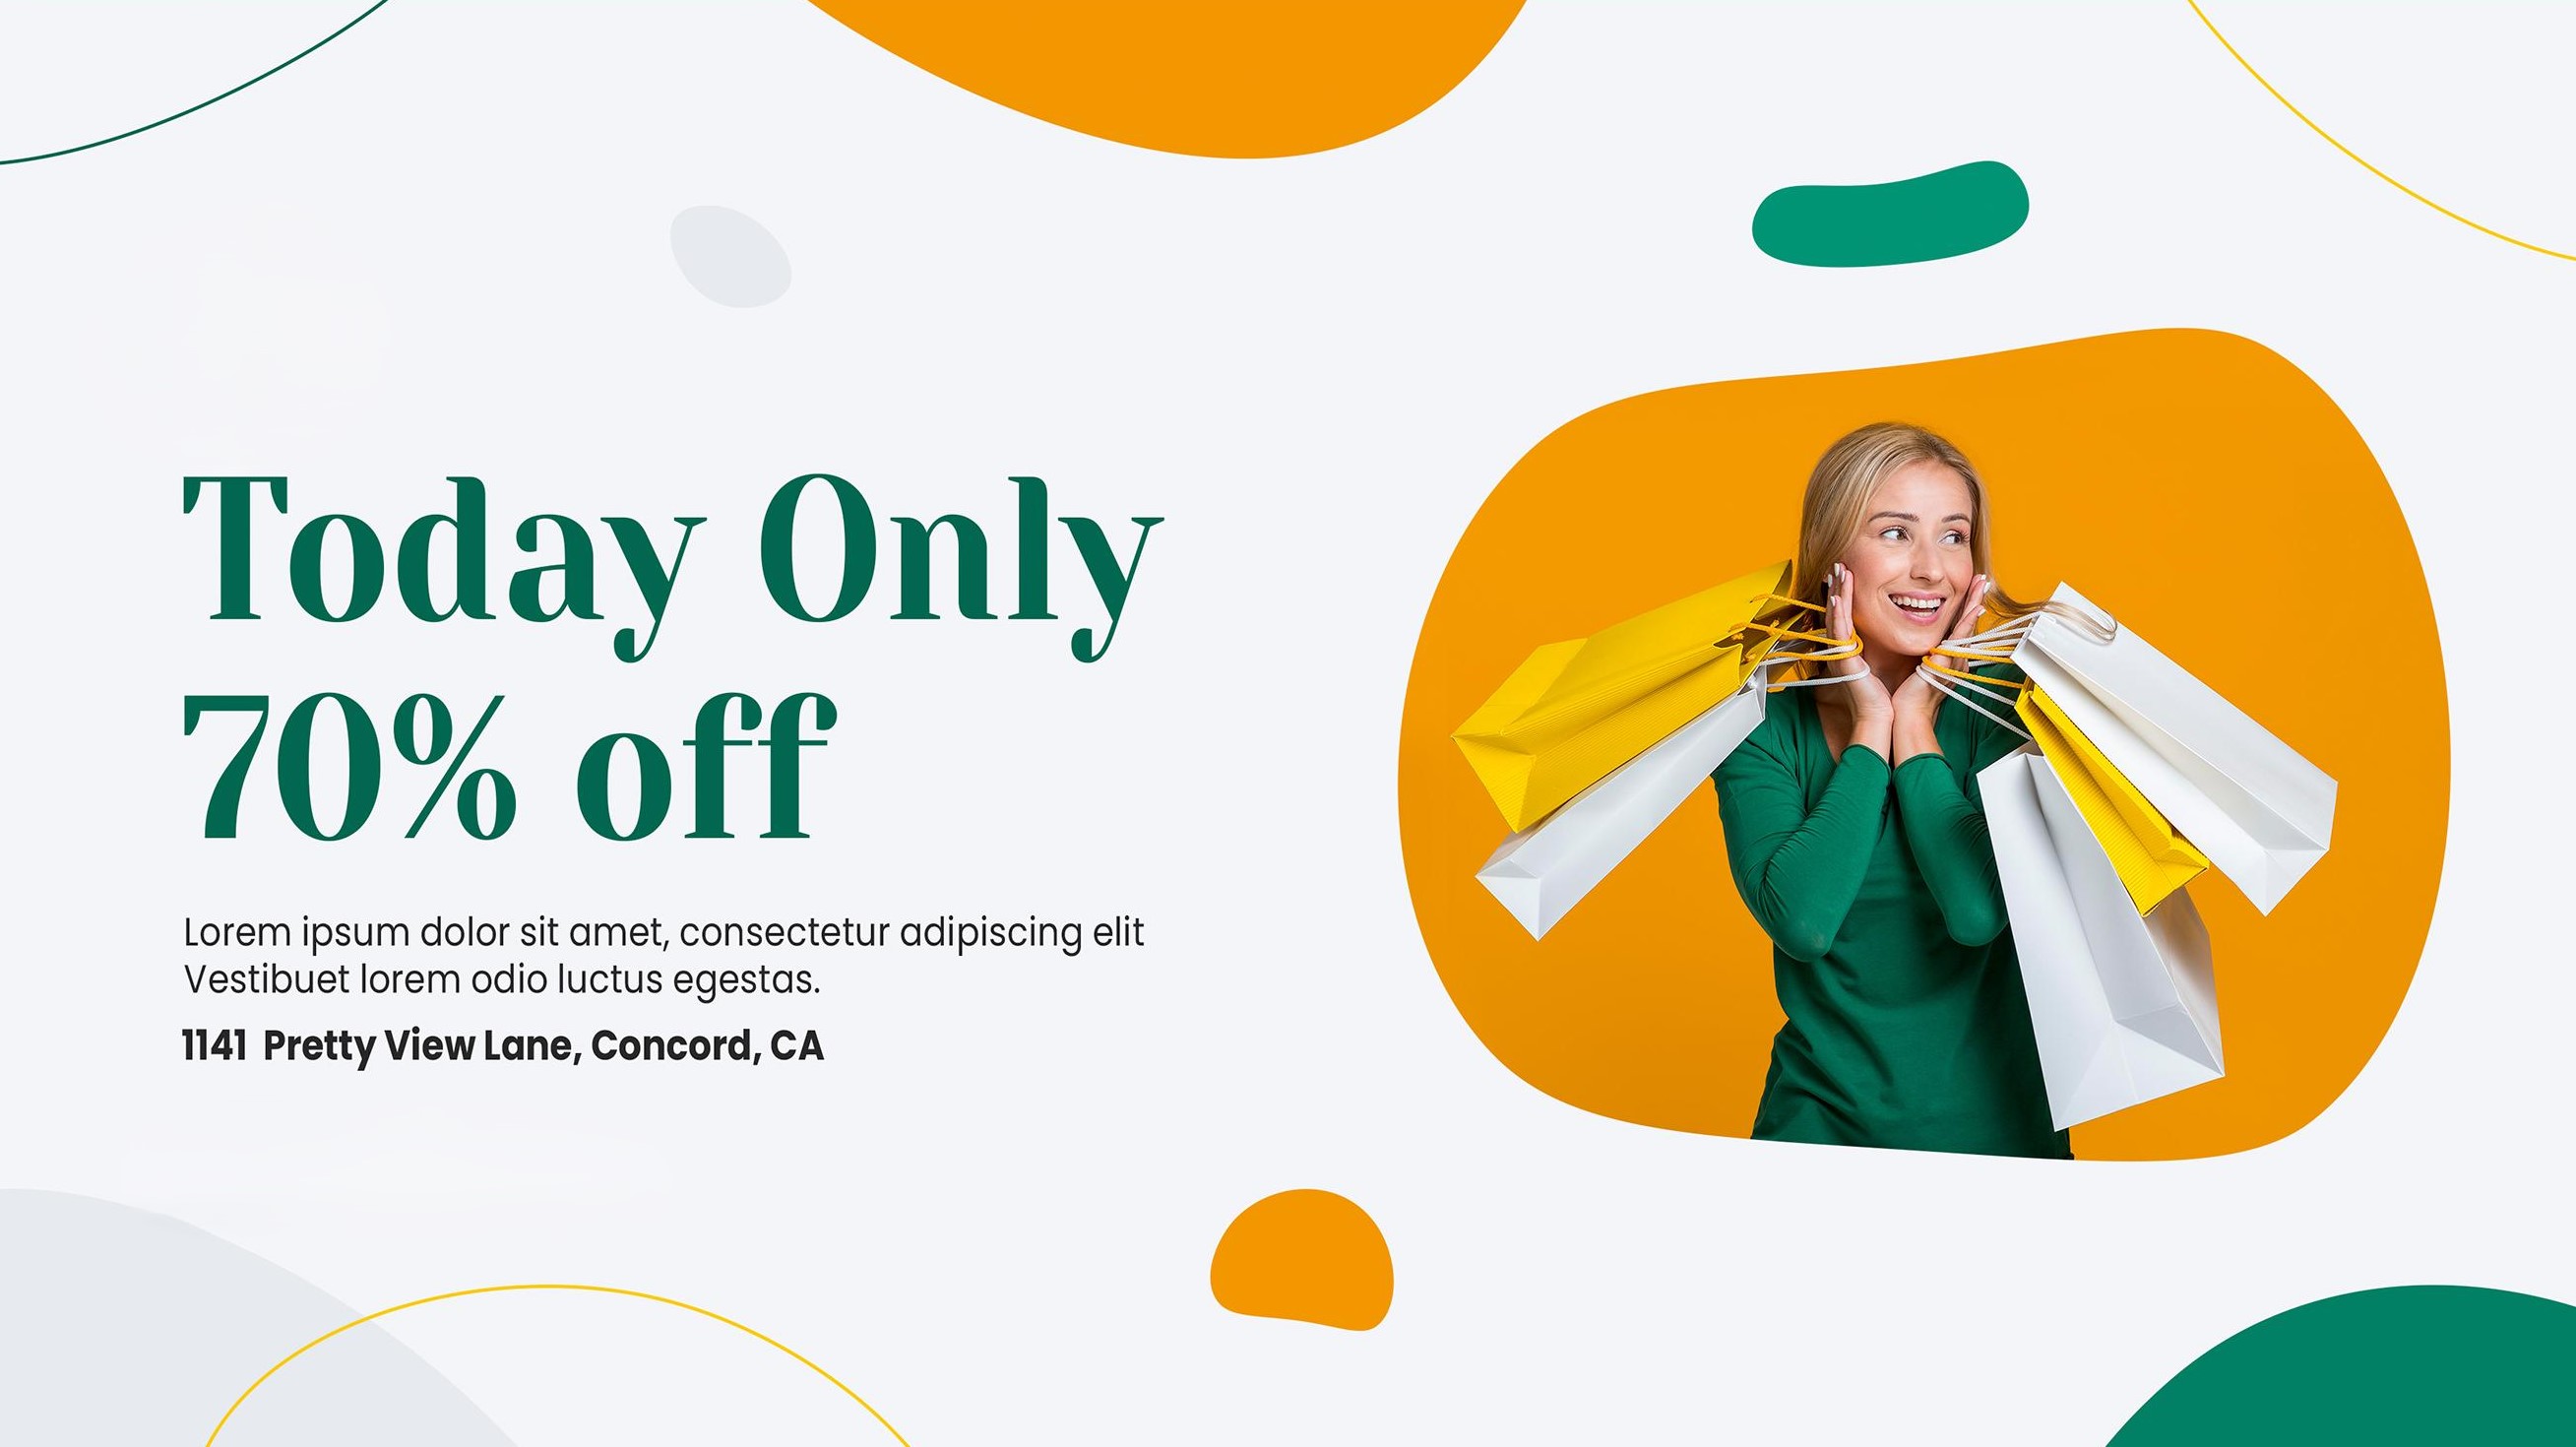 Today Only
70% off
Lorem ipsum dolor sit amet, consectetur adipiscing elit
Vestibuet lorem odio luctus egestas.
1141 Pretty View Lane, Concord, CA